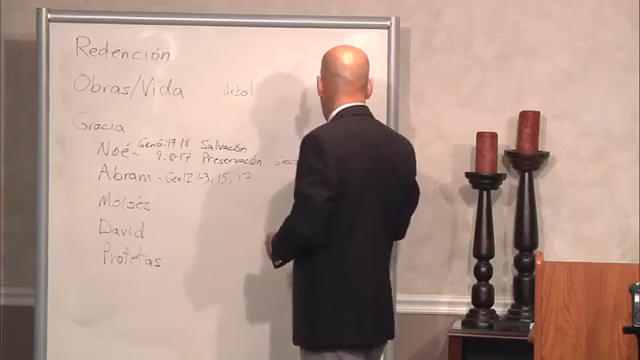 Redención
Obras/Vida árbol
Gracia
Noé - Gen 6:17 18 Salvación
9:8-17 Preservación
Abram - Gen 12:1-3, 15, 17
Moisés
David
Profetas